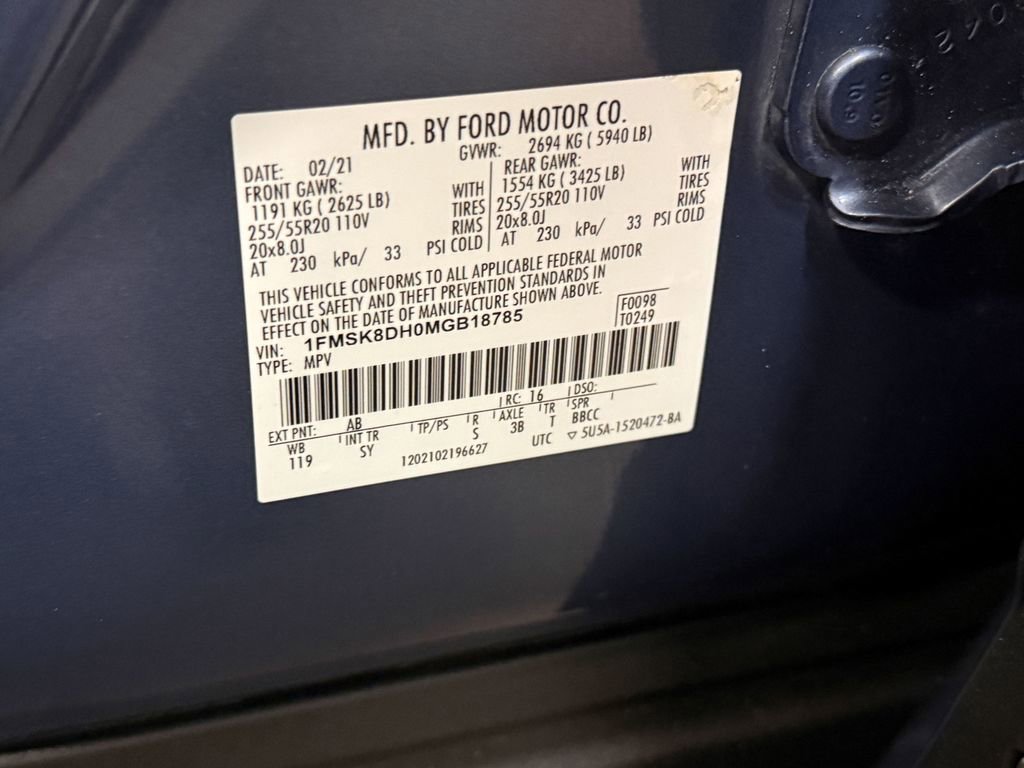 MFD. BY FORD MOTOR CO.
DATE: 02/21 GVWR: 2694 KG ( 5940 LB)
FRONT GAWR: REAR GAWR:
1191 KG ( 2625 LB) WITH 1554 KG ( 3425 LB) WITH
255/55R20 110V TIRES 255/55R20 110V TIRES
20x8.0J RIMS 20x8.0J RIMS
AT 230 kPa/ 33 PSI COLD AT 230 kPa/ 33 PSI COLD
THIS VEHICLE CONFORMS TO ALL APPLICABLE FEDERAL MOTOR
VEHICLE SAFETY AND THEFT PREVENTION STANDARDS IN
EFFECT ON THE DATE OF MANUFACTURE SHOWN ABOVE.
F0098
VIN: 1FMSK8DH0MGB18785 T0249
TYPE: MPV
EXT PNT: AB RC: 16 DSO:
WB INT TR TP/PS R AXLE TR SPR
119 SY S 3B T BBCC
1202102196627 UTC ▽ 5U5A-1520472-BA
10.9